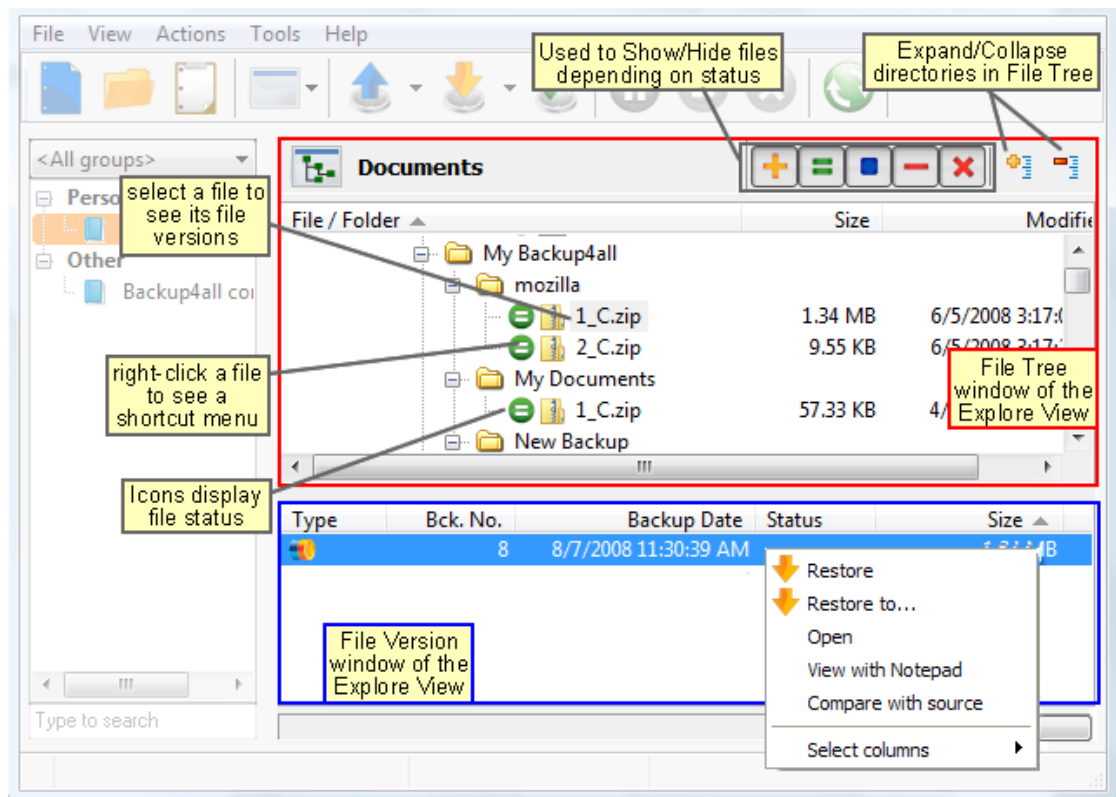 File View Actions Tools Help
Used to Show/Hide files
depending on status
Expand/Collapse
directories in File Tree
<All groups>
Documents
select a file to
see its file
versions
File / Folder Size Modifie
My Backup4all
Other
mozilla
Backup4all cor
1_C.zip 1.34 MB 6/5/2008 3:17:0
2_C.zip 9.55 KB 6/5/2008 3:17:
right-click a file
to see a
shortcut menu
My Documents
File Tree
window of the
Explore View
1_C.zip 57.33 KB 4/
New Backup
Icons display
file status
Type Bck. No. Backup Date Status Size
8 8/7/2008 11:30:39 AM
Restore
Restore to...
Open
View with Notepad
Compare with source
Select columns
File Version
window of the
Explore View
Type to search